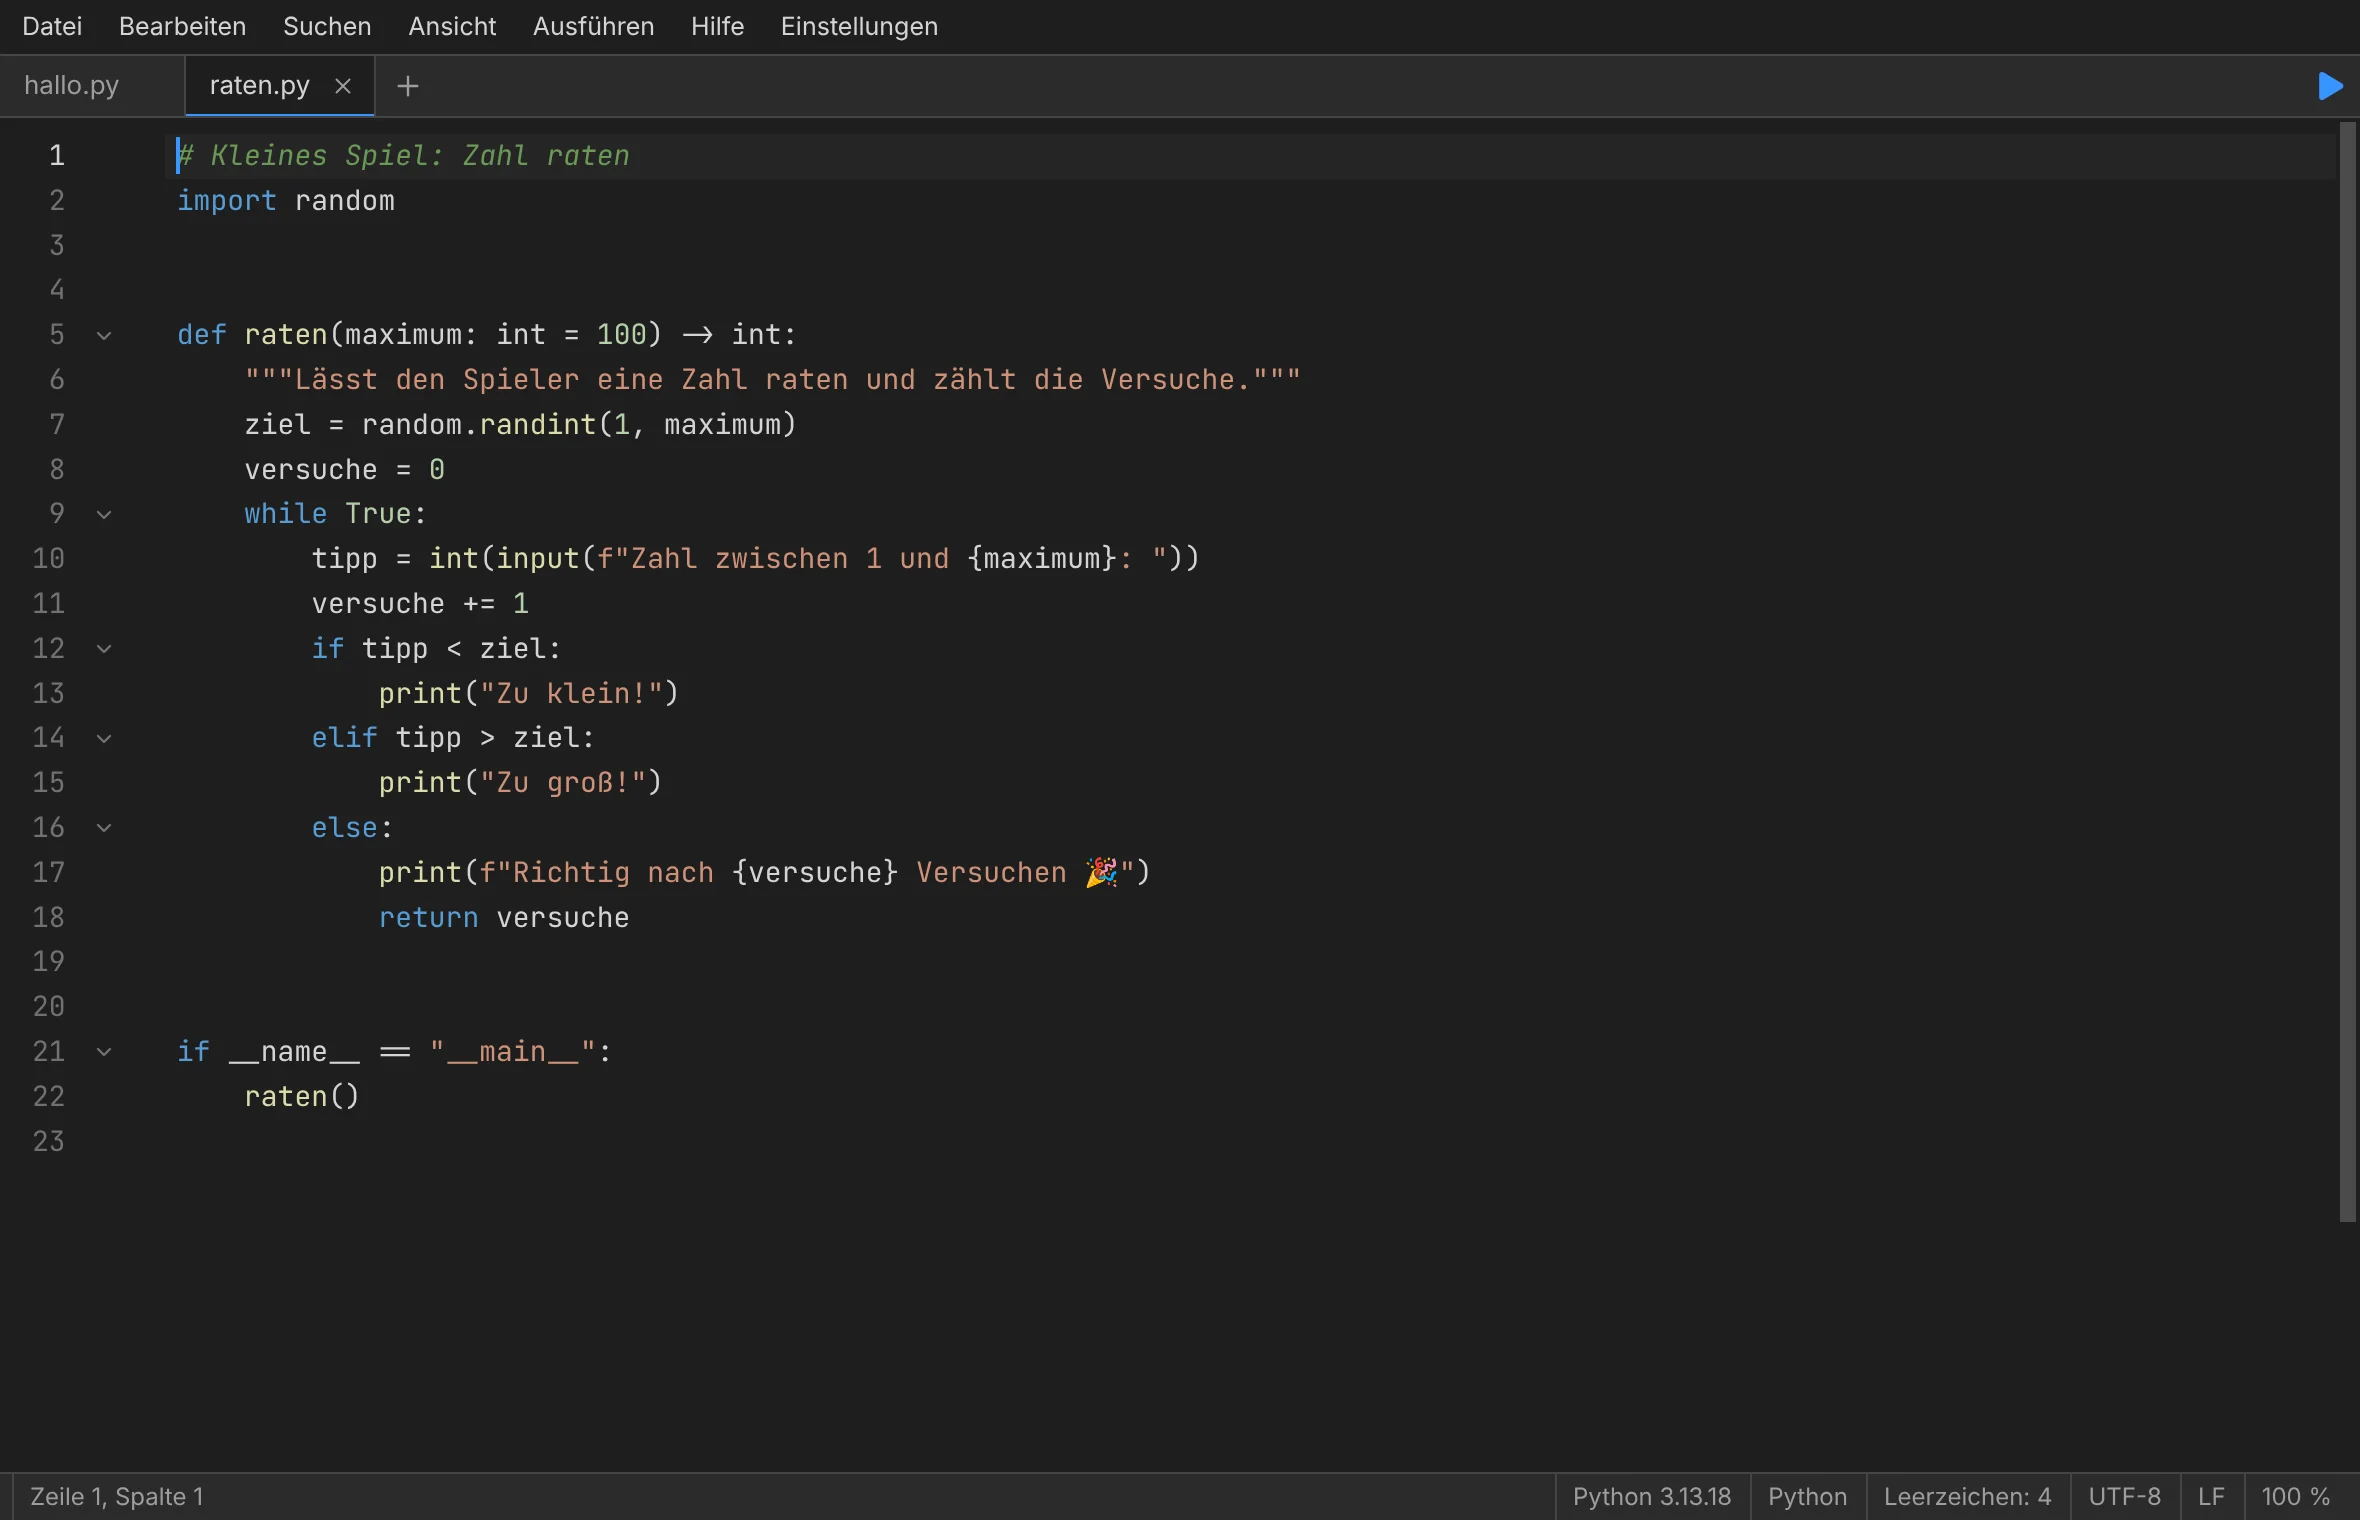 Datei Bearbeiten Suchen Ansicht Ausführen Hilfe Einstellungen
hallo.py raten.py × +
1 # Kleines Spiel: Zahl raten
2 import random
3
4
5 def raten(maximum: int = 100) -> int:
6     """Lässt den Spieler eine Zahl raten und zählt die Versuche."""
7     ziel = random.randint(1, maximum)
8     versuche = 0
9     while True:
10         tipp = int(input(f"Zahl zwischen 1 und {maximum}: "))
11         versuche += 1
12         if tipp < ziel:
13             print("Zu klein!")
14         elif tipp > ziel:
15             print("Zu groß!")
16         else:
17             print(f"Richtig nach {versuche} Versuchen 🎉")
18             return versuche
19
20
21 if __name__ == "__main__":
22     raten()
23
Zeile 1, Spalte 1 Python 3.13.18 Python Leerzeichen: 4 UTF-8 LF 100 %